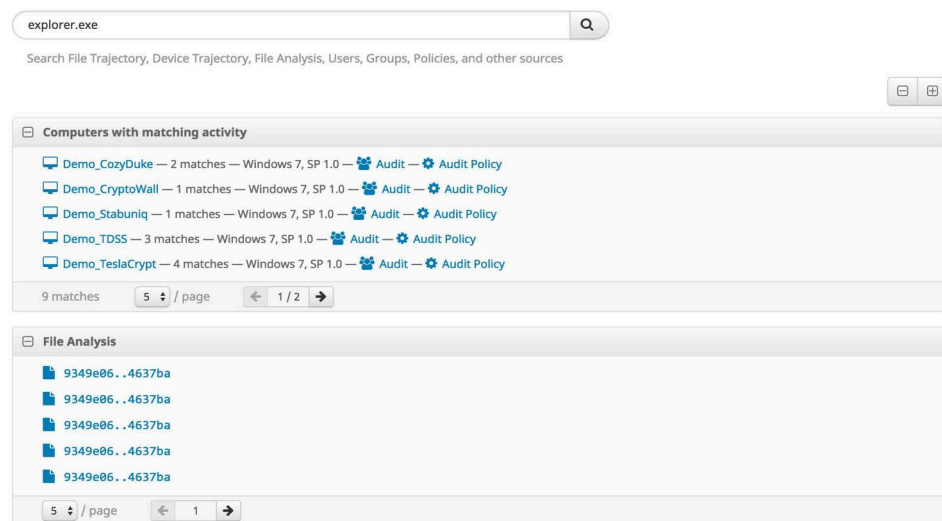 explorer.exe
Search File Trajectory, Device Trajectory, File Analysis, Users, Groups, Policies, and other sources
Computers with matching activity
Demo_CozyDuke — 2 matches — Windows 7, SP 1.0 — Audit — Audit Policy
Demo_CryptoWall — 1 matches — Windows 7, SP 1.0 — Audit — Audit Policy
Demo_Stabuniq — 1 matches — Windows 7, SP 1.0 — Audit — Audit Policy
Demo_TDSS — 3 matches — Windows 7, SP 1.0 — Audit — Audit Policy
Demo_TeslaCrypt — 4 matches — Windows 7, SP 1.0 — Audit — Audit Policy
9 matches 5 / page 1 / 2
File Analysis
9349e06..4637ba
9349e06..4637ba
9349e06..4637ba
9349e06..4637ba
9349e06..4637ba
5 / page 1